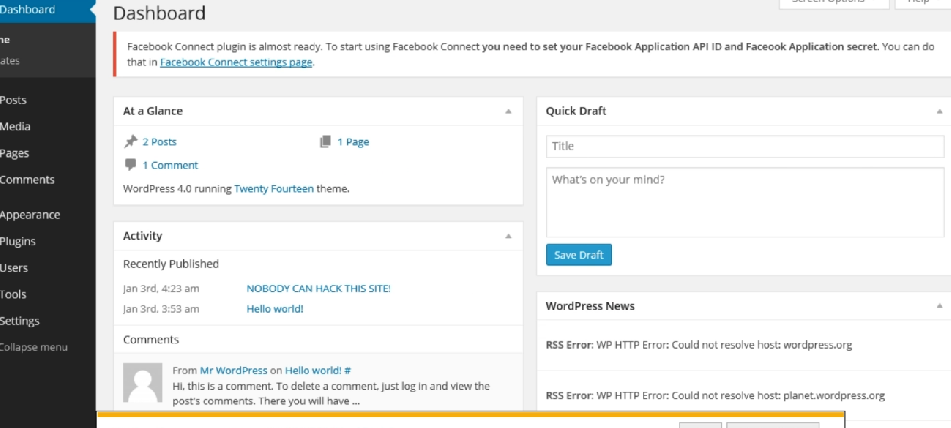 Dashboard
Dashboard
Facebook Connect plugin is almost ready. To start using Facebook Connect you need to set your Facebook Application API ID and Faceook Application secret. You can do
that in Facebook Connect settings page.
ates
Posts
Media
Pages
Comments
Appearance
Plugins
Users
Tools
Settings
Collapse menu
At a Glance
2 Posts
1 Page
1 Comment
WordPress 4.0 running Twenty Fourteen theme.
Activity
Recently Published
Jan 3rd, 4:23 am NOBODY CAN HACK THIS SITE!
Jan 3rd, 3:53 am Hello world!
Comments
From Mr WordPress on Hello world! #
Hi, this is a comment. To delete a comment, just log in and view the
post's comments. There you will have ...
Quick Draft
Title
What's on your mind?
Save Draft
WordPress News
RSS Error: WP HTTP Error: Could not resolve host: wordpress.org
RSS Error: WP HTTP Error: Could not resolve host: planet.wordpress.org